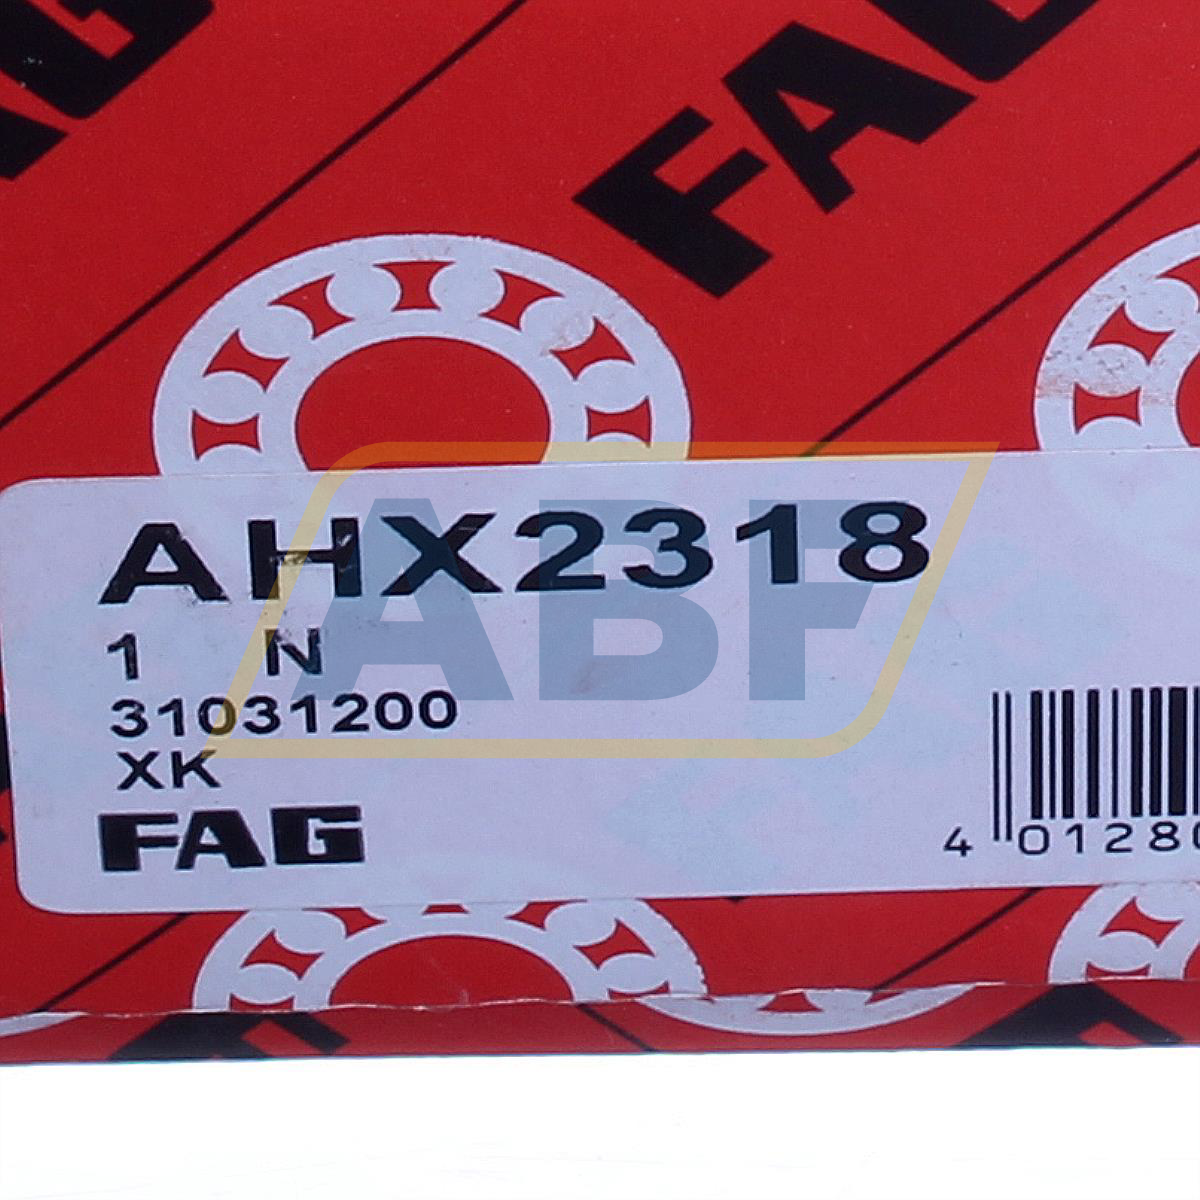 FAG
AHX2318
1 N
31031200
XK
FAG
4 01280
ABF